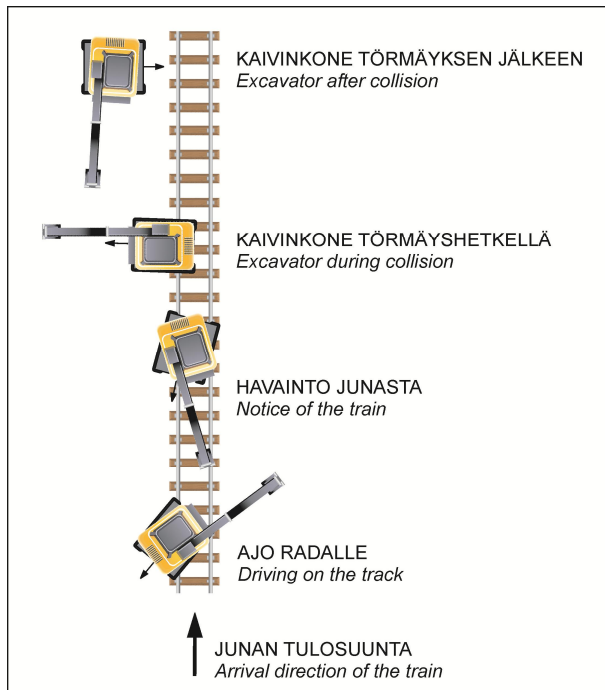 KAIVINKONE TÖRMÄYKSEN JÄLKEEN
Excavator after collision
KAIVINKONE TÖRMÄYSHETKELLÄ
Excavator during collision
HAVAINTO JUNASTA
Notice of the train
AJO RADALLE
Driving on the track
JUNAN TULOSUUNTA
Arrival direction of the train